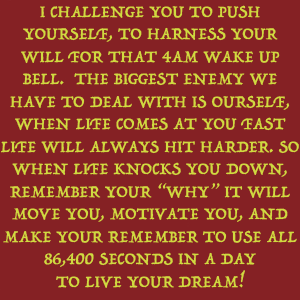 I CHALLENGE YOU TO PUSH
YOURSELF, TO HARNESS YOUR
WILL FOR THAT 4AM WAKE UP
BELL. THE BIGGEST ENEMY WE
HAVE TO DEAL WITH IS OURSELF,
WHEN LIFE COMES AT YOU FAST
LIFE WILL ALWAYS HIT HARDER. SO
WHEN LIFE KNOCKS YOU DOWN,
REMEMBER YOUR “WHY” IT WILL
MOVE YOU, MOTIVATE YOU, AND
MAKE YOUR REMEMBER TO USE ALL
86,400 SECONDS IN A DAY
TO LIVE YOUR DREAM!